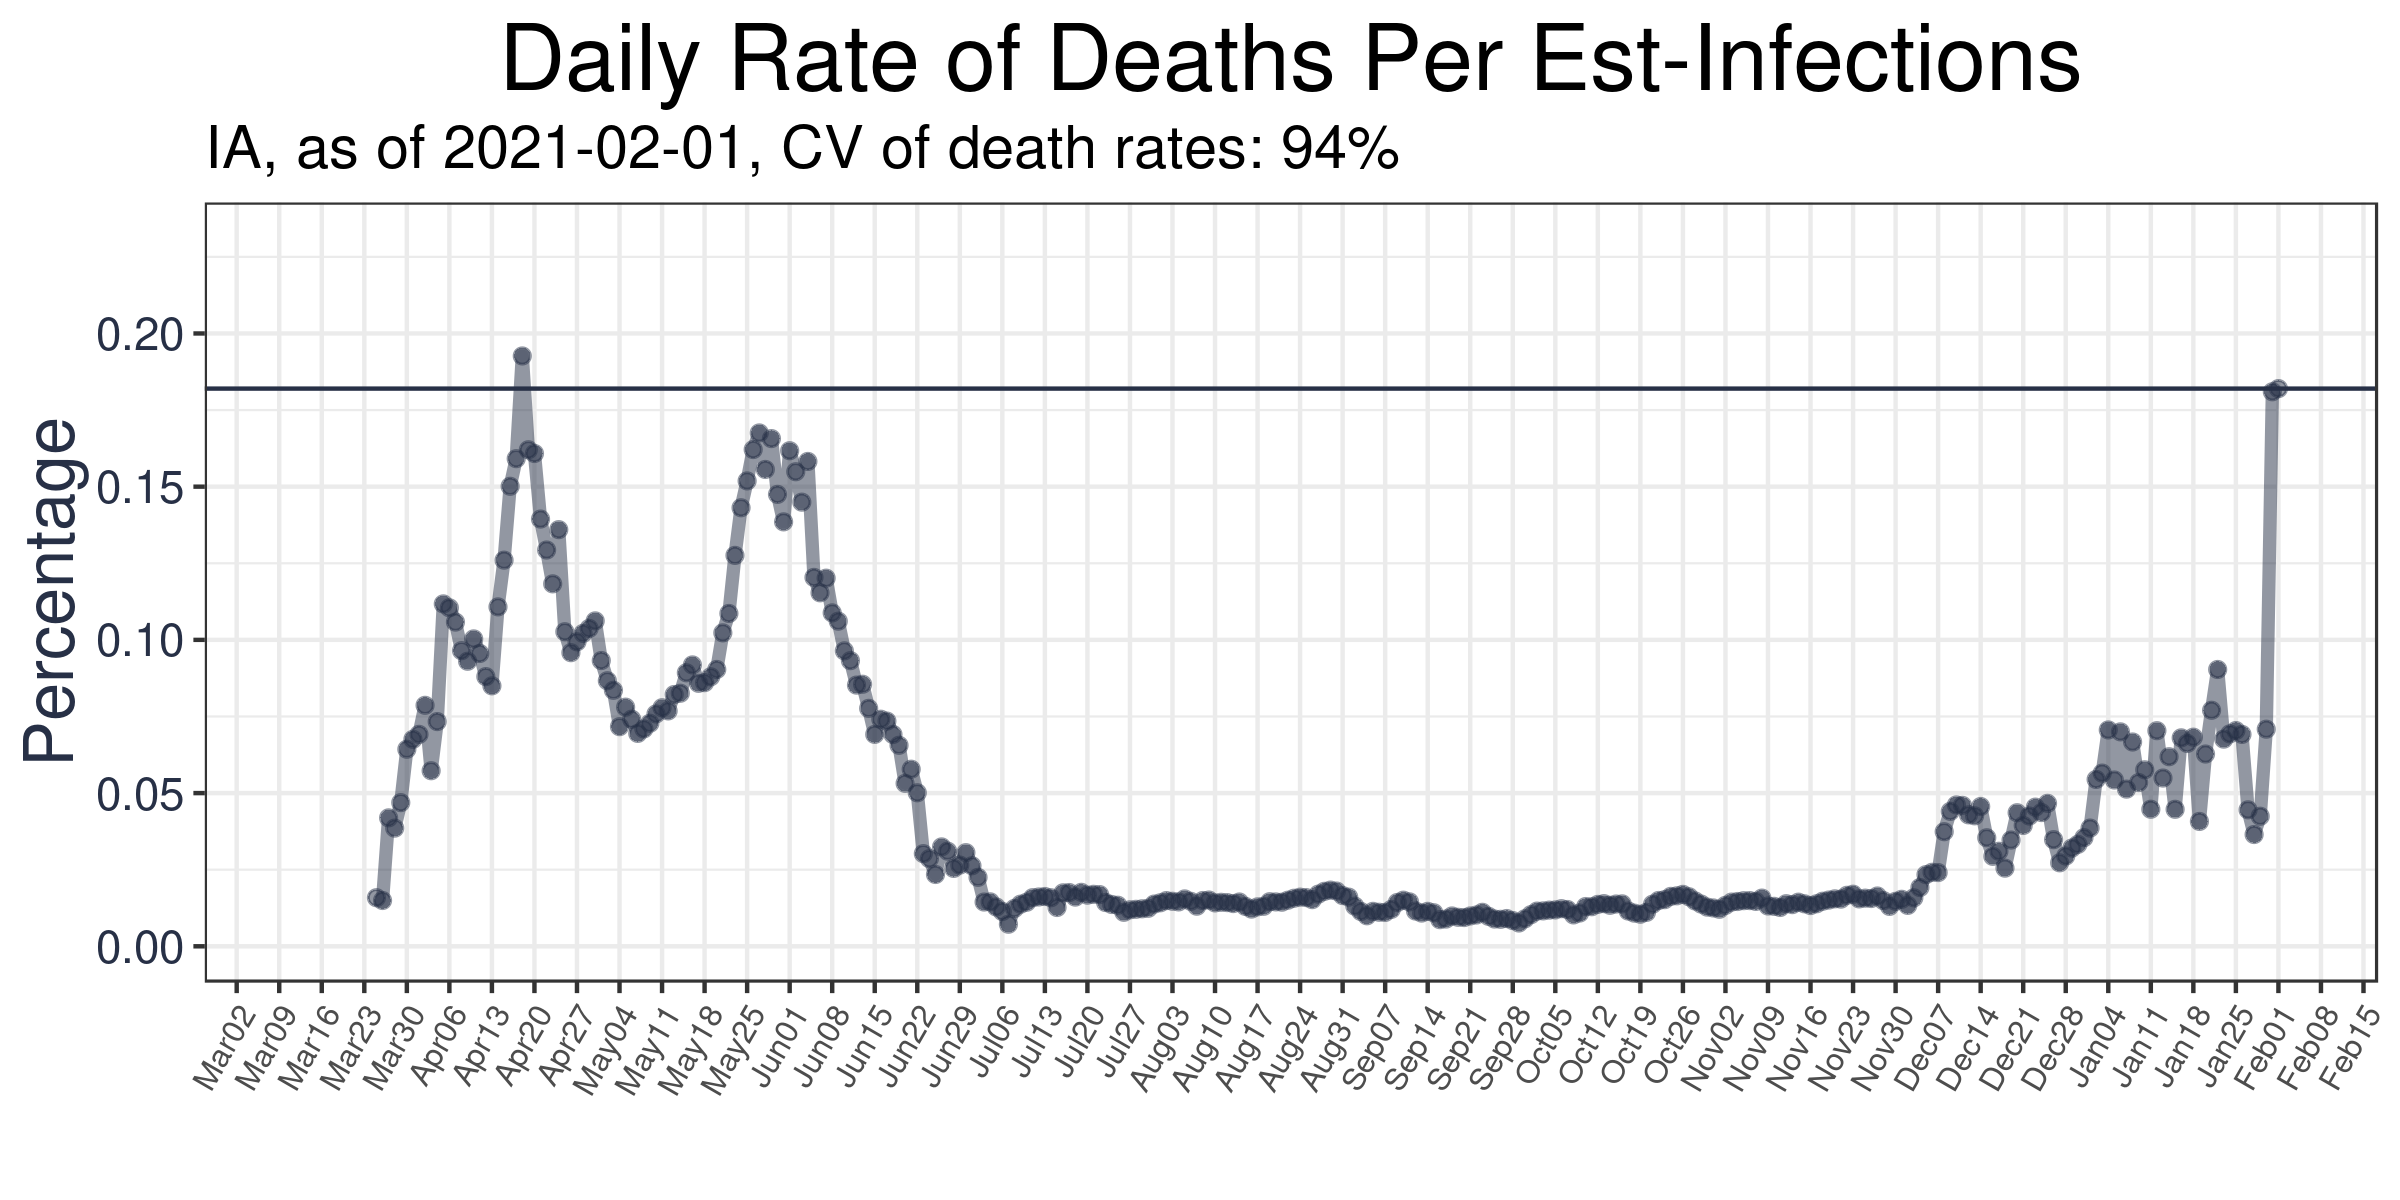 Daily Rate of Deaths Per Est-Infections
IA, as of 2021-02-01, CV of death rates: 94%
Percentage
0.20
0.15
0.10
0.05
0.00
Mar02
Mar09
Mar16
Mar23
Mar30
Apr06
Apr13
Apr20
Apr27
May04
May11
May18
May25
Jun01
Jun08
Jun15
Jun22
Jun29
Jul06
Jul13
Jul20
Jul27
Aug03
Aug10
Aug17
Aug24
Aug31
Sep07
Sep14
Sep21
Sep28
Oct05
Oct12
Oct19
Oct26
Nov02
Nov09
Nov16
Nov23
Nov30
Dec07
Dec14
Dec21
Dec28
Jan04
Jan11
Jan18
Jan25
Feb01
Feb08
Feb15